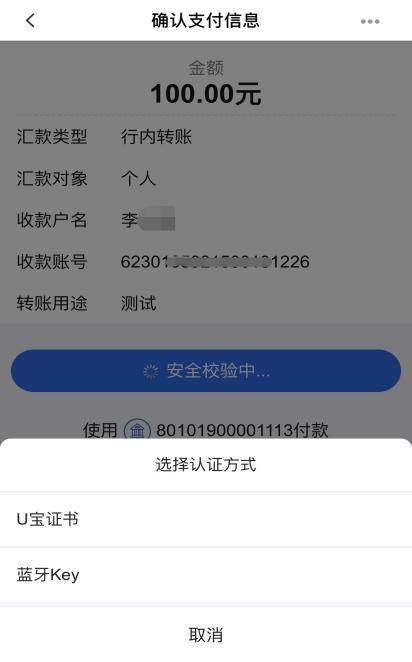 确认支付信息
金额
100.00元
汇款类型 行内转账
汇款对象 个人
收款户名 李
收款账号 62301 1226
转账用途 测试
安全校验中...
使用 80101900001113付款
选择认证方式
U宝证书
蓝牙Key
取消